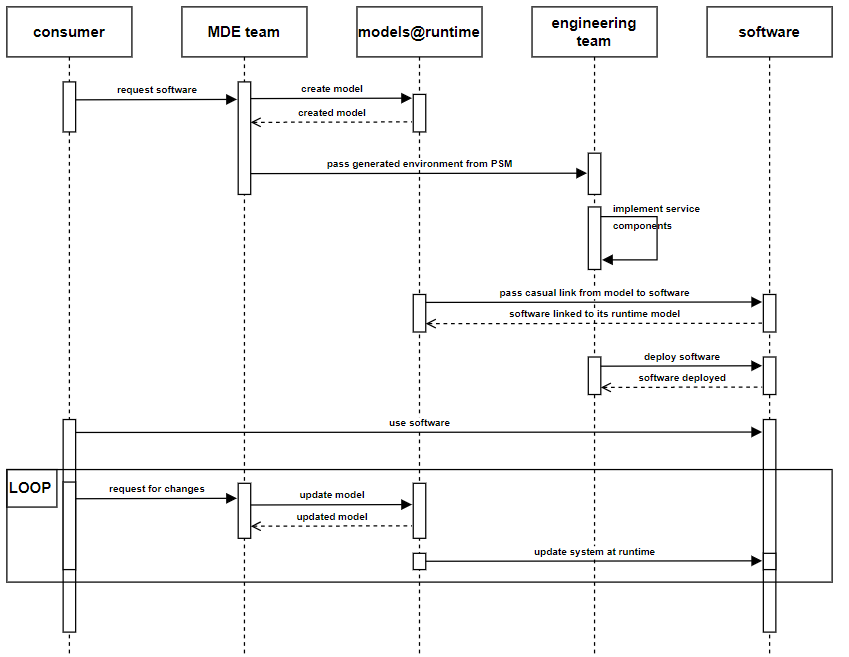 consumer
MDE team
models@runtime
engineering
team
software
request software
create model
created model
pass generated environment from PSM
implement service
components
pass casual link from model to software
software linked to its runtime model
deploy software
software deployed
use software
LOOP
request for changes
update model
updated model
update system at runtime